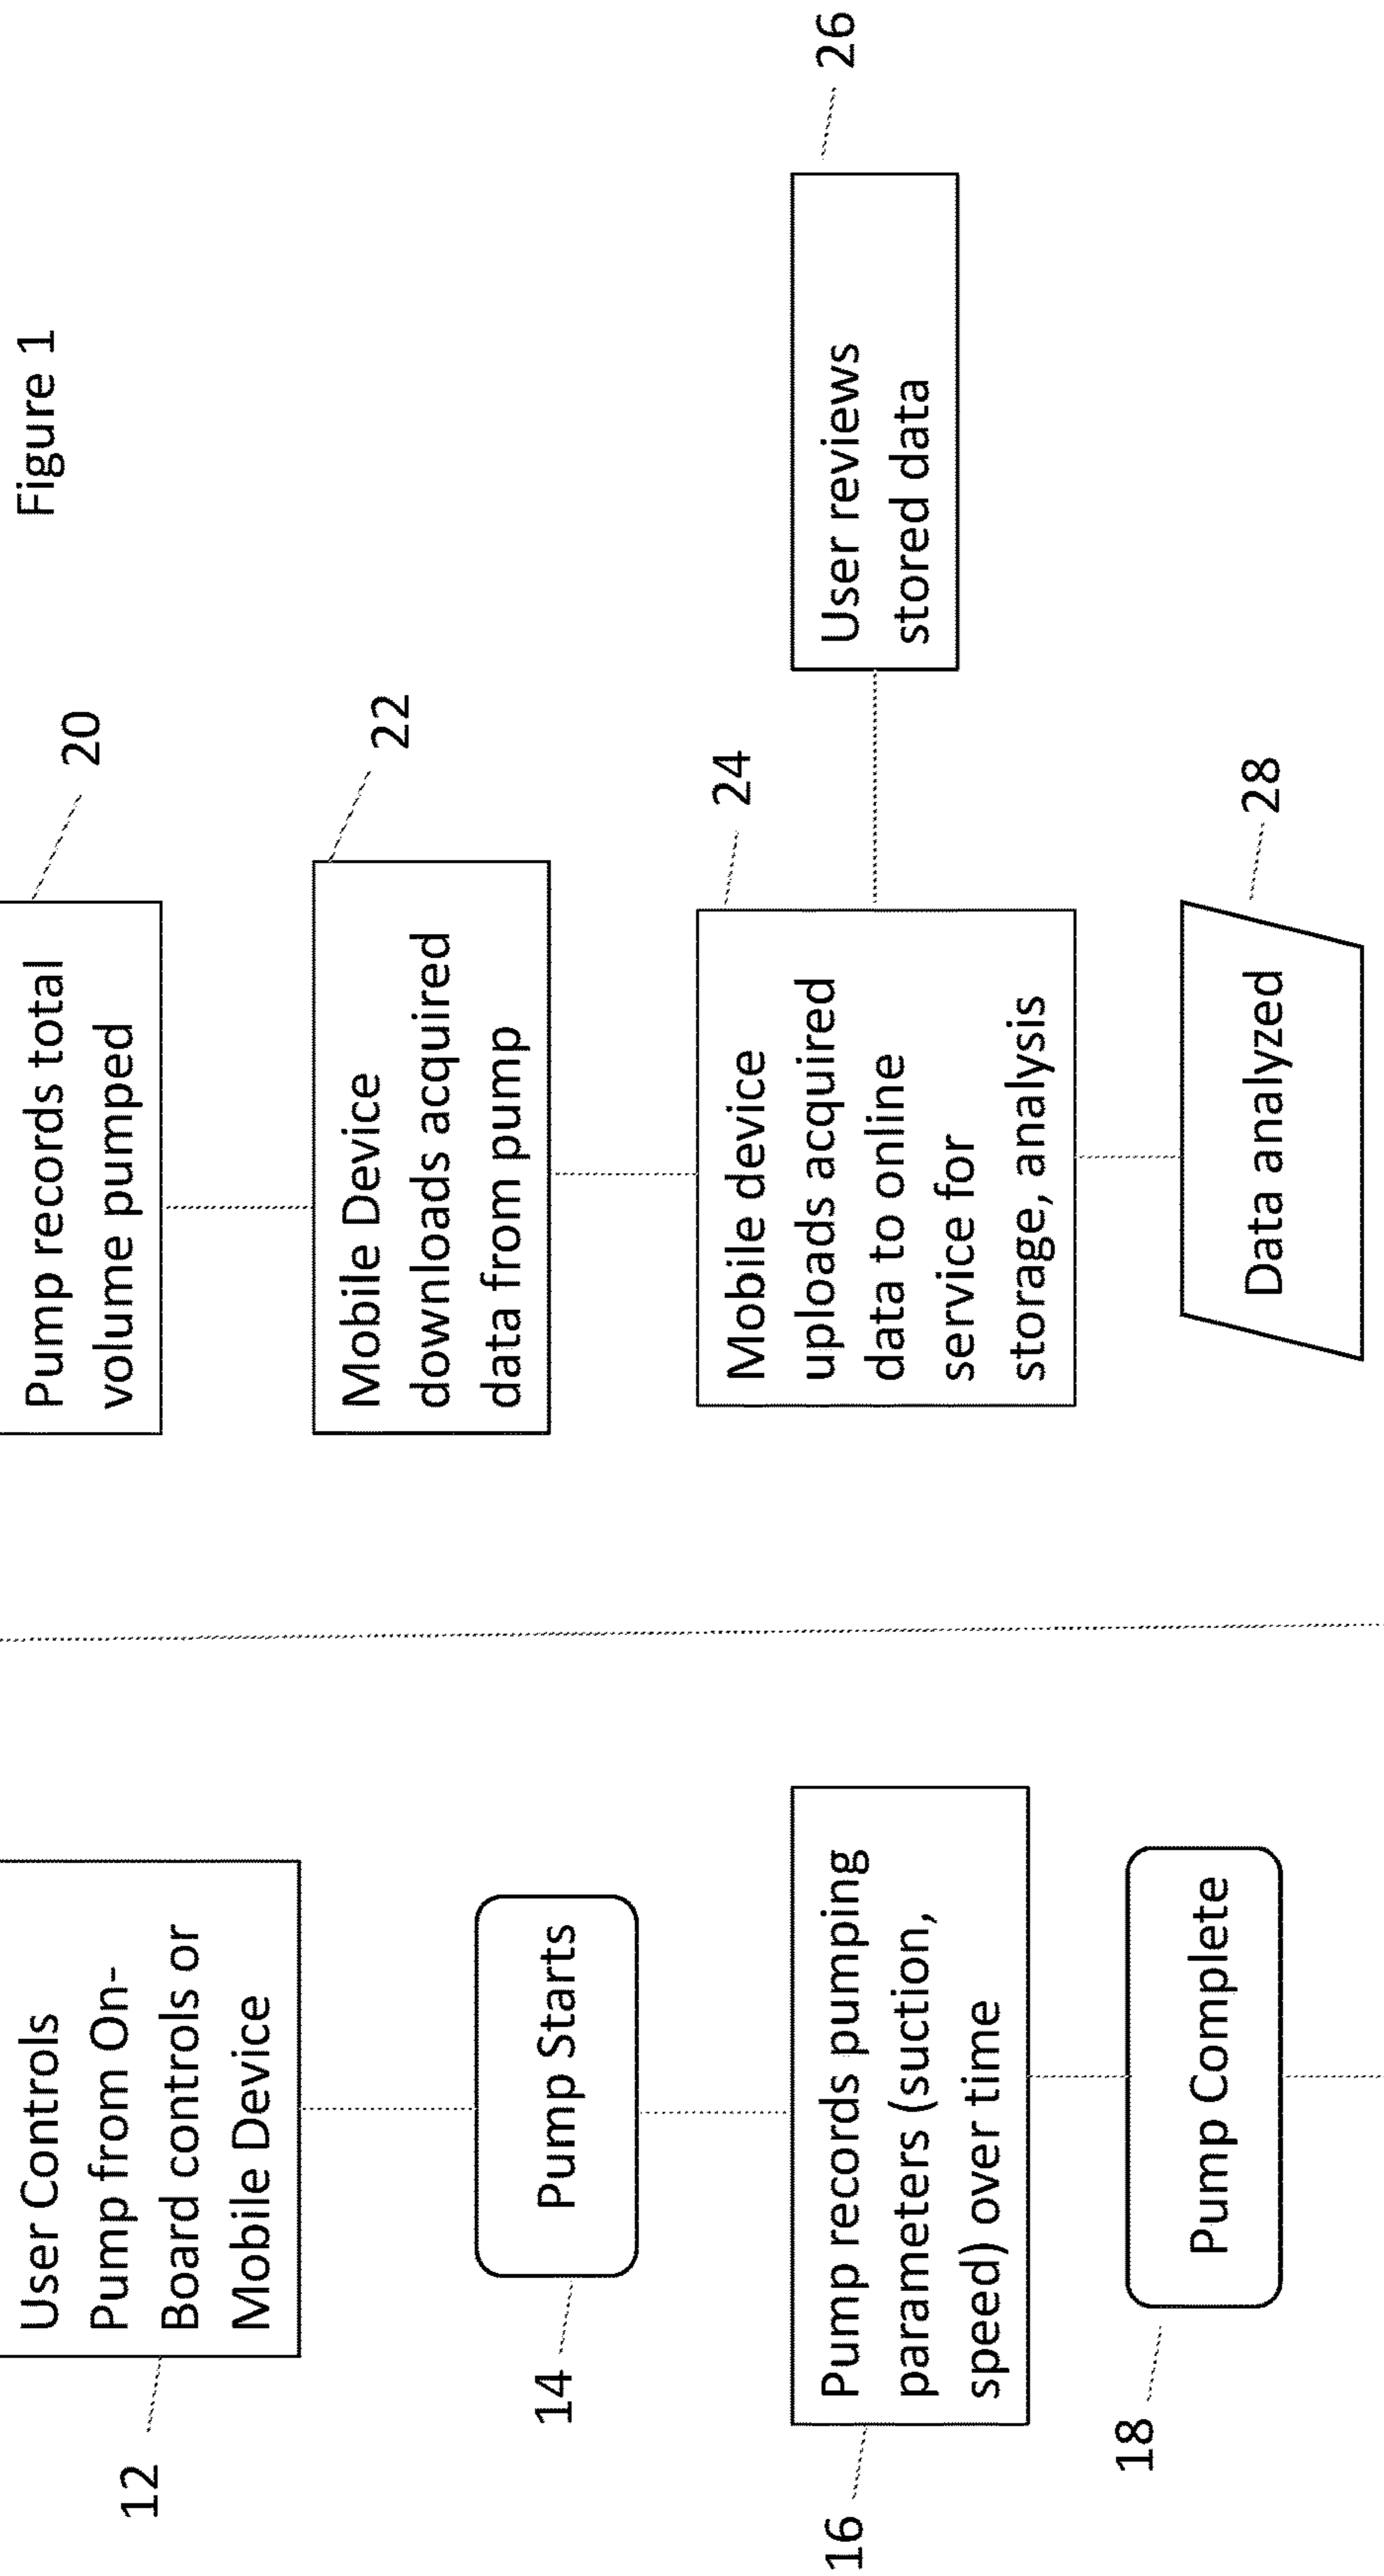 Figure 1
12
User Controls
Pump from On-
Board controls or
Mobile Device
14
Pump Starts
16
Pump records pumping
parameters (suction,
speed) over time
18
Pump Complete
20
Pump records total
volume pumped
22
Mobile Device
downloads acquired
data from pump
24
Mobile device
uploads acquired
data to online
service for
storage, analysis
26
User reviews
stored data
28
Data analyzed